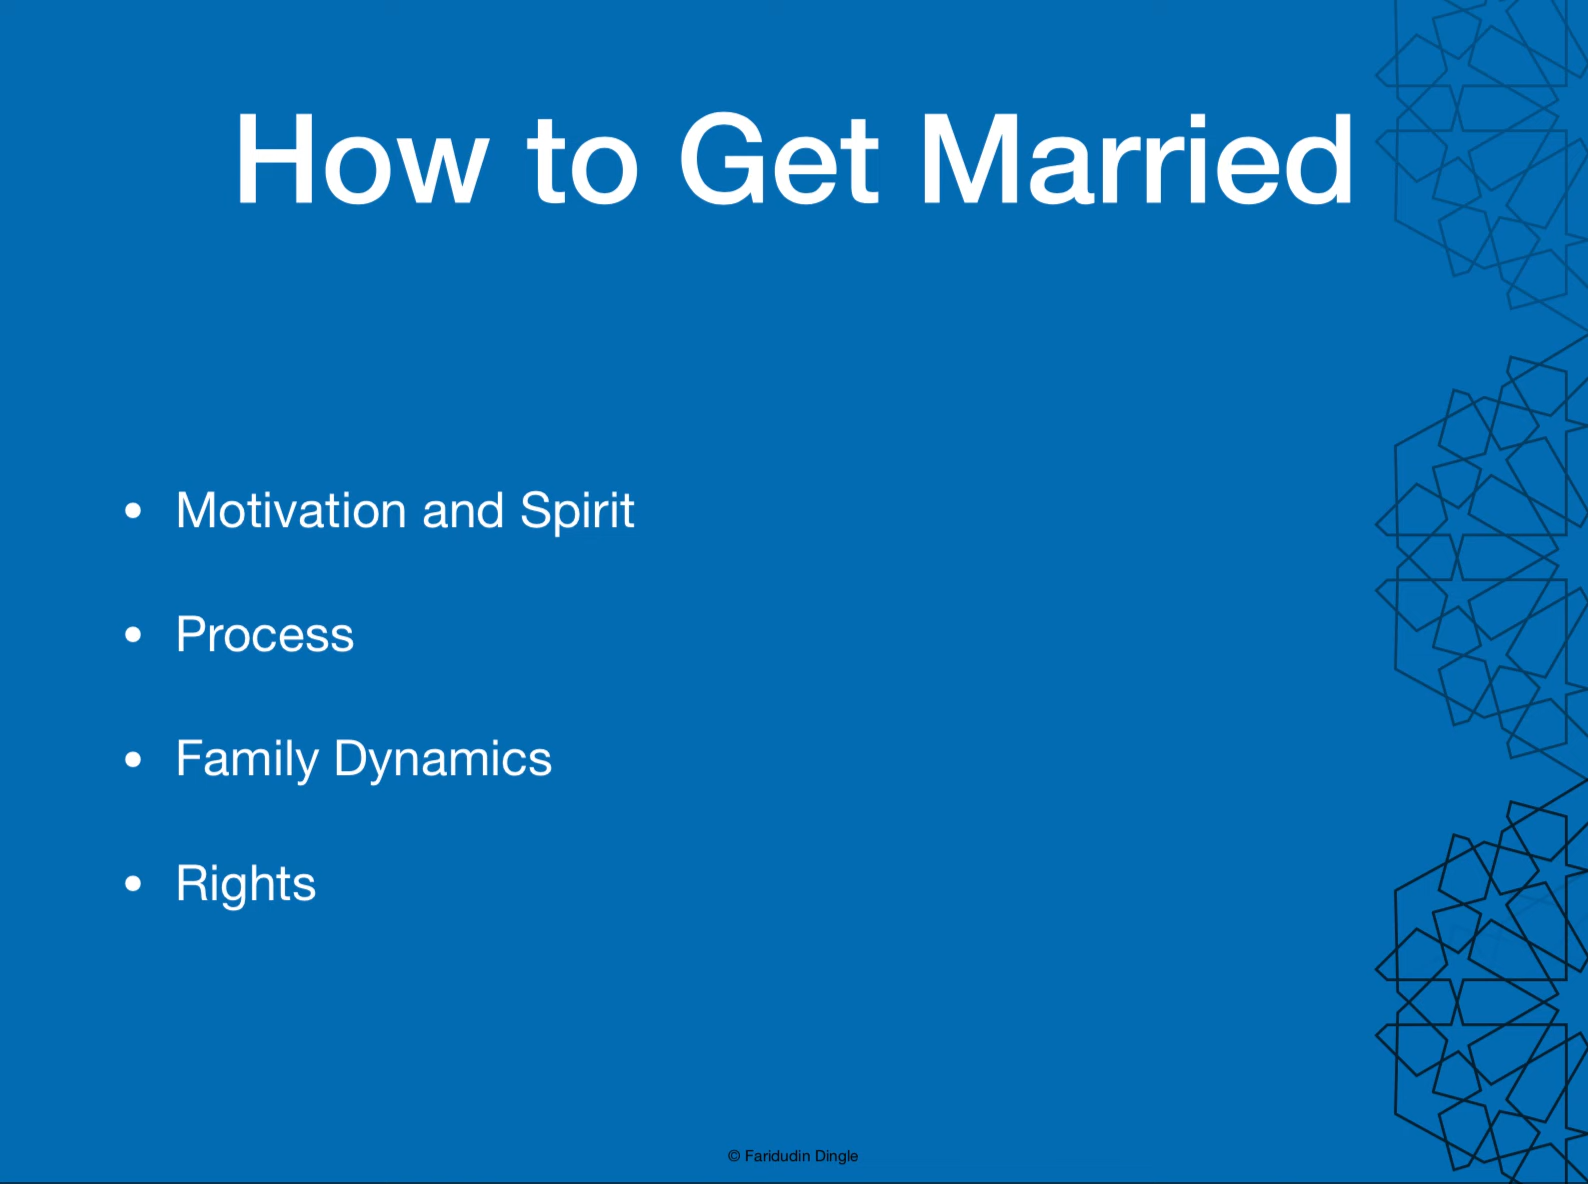 How to Get Married
• Motivation and Spirit
• Process
• Family Dynamics
• Rights
© Faridudin Dingle